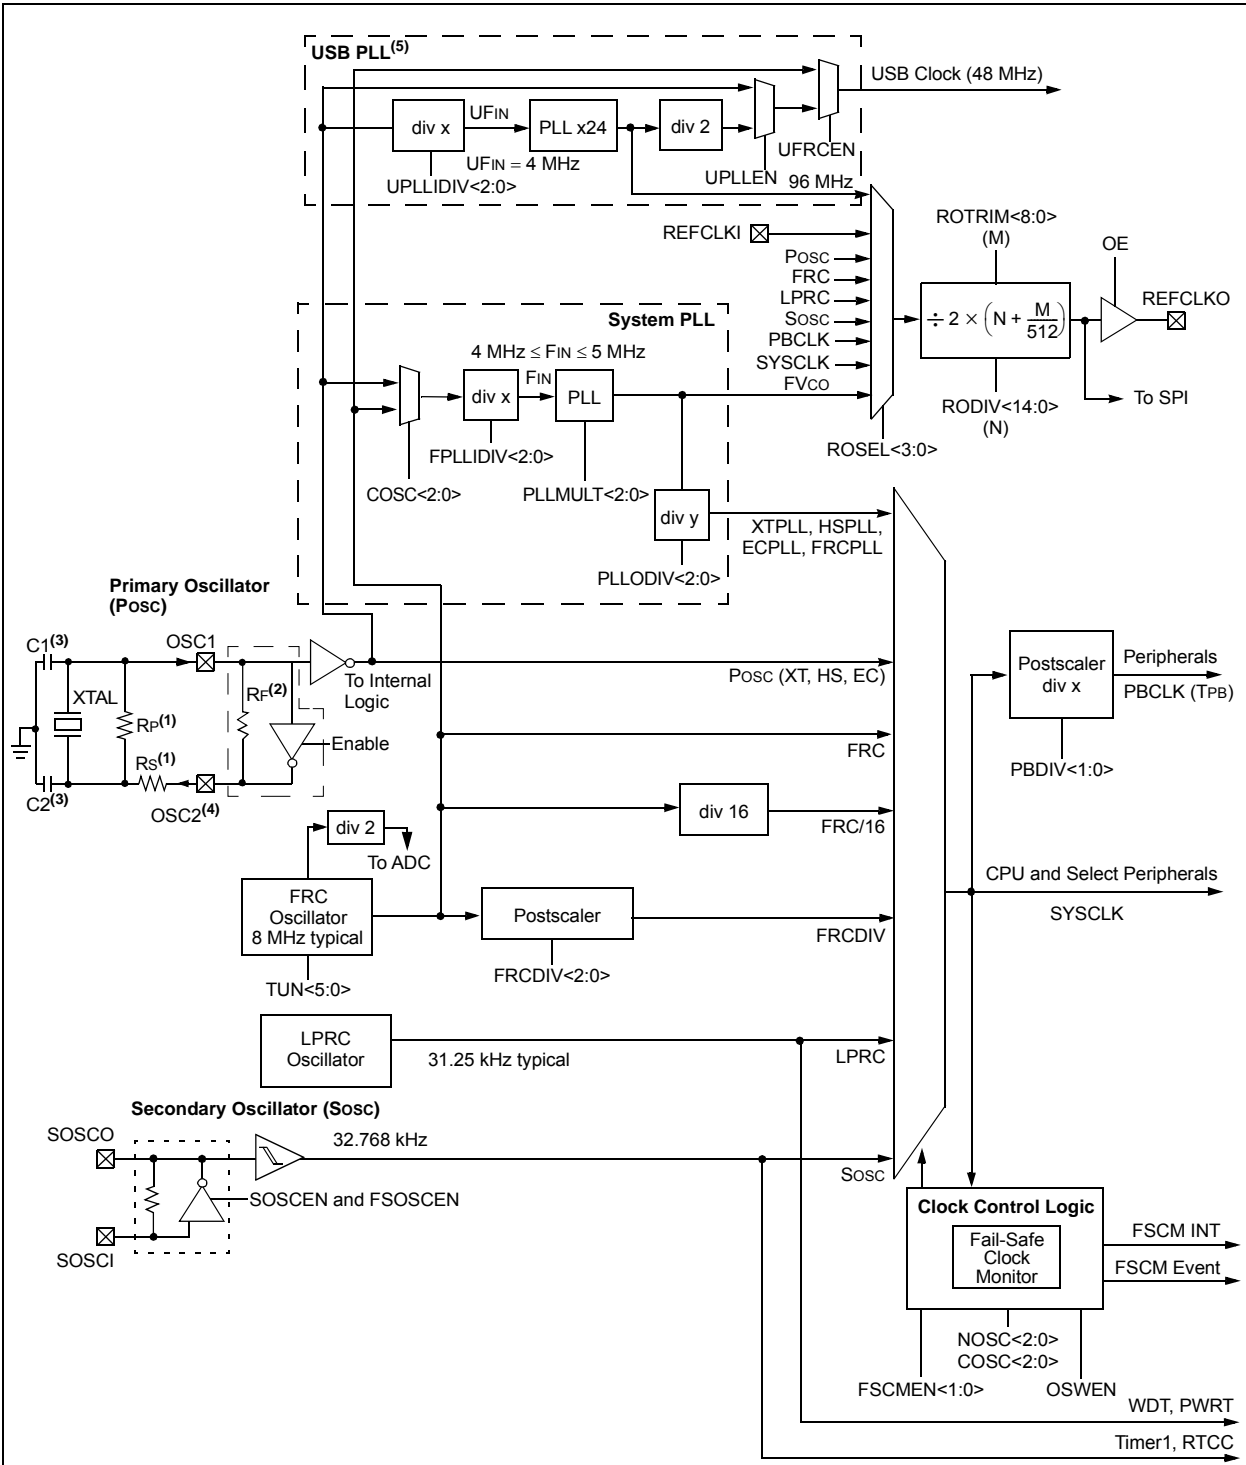 USB PLL(5)
USB Clock (48 MHz)
div x
UFIN
PLL x24
div 2
UFIN = 4 MHz
UFRCEN
UPLLEN
UPLLIDIV<2:0>
96 MHz
REFCLKI
POSC
FRC
LPRC
SOSC
PBCLK
SYSCLK
FVCO
ROTRIM<8:0>
(M)
OE
REFCLKO
÷ 2 × (N + M/512)
To SPI
RODIV<14:0>
(N)
ROSEL<3:0>
System PLL
4 MHz ≤ FIN ≤ 5 MHz
FIN
div x
PLL
FPLLIDIV<2:0>
COSC<2:0>
PLLMULT<2:0>
div y
XTPLL, HSPLL,
ECPLL, FRCPLL
PLLODIV<2:0>
Primary Oscillator
(POSC)
C1(3)
OSC1
XTAL
RP(1)
RF(2)
To Internal
Logic
Enable
RS(1)
C2(3)
OSC2(4)
POSC (XT, HS, EC)
Postscaler
div x
Peripherals
PBCLK (TPB)
PBDIV<1:0>
FRC
div 16
FRC/16
div 2
To ADC
FRC
Oscillator
8 MHz typical
TUN<5:0>
Postscaler
FRCDIV
FRCDIV<2:0>
CPU and Select Peripherals
SYSCLK
LPRC
Oscillator
31.25 kHz typical
LPRC
Secondary Oscillator (SOSC)
SOSCO
32.768 kHz
SOSCEN and FSOSCEN
SOSCI
SOSC
Clock Control Logic
Fail-Safe
Clock
Monitor
FSCM INT
FSCM Event
NOSC<2:0>
COSC<2:0>
FSCMEN<1:0>
OSWEN
WDT, PWRT
Timer1, RTCC